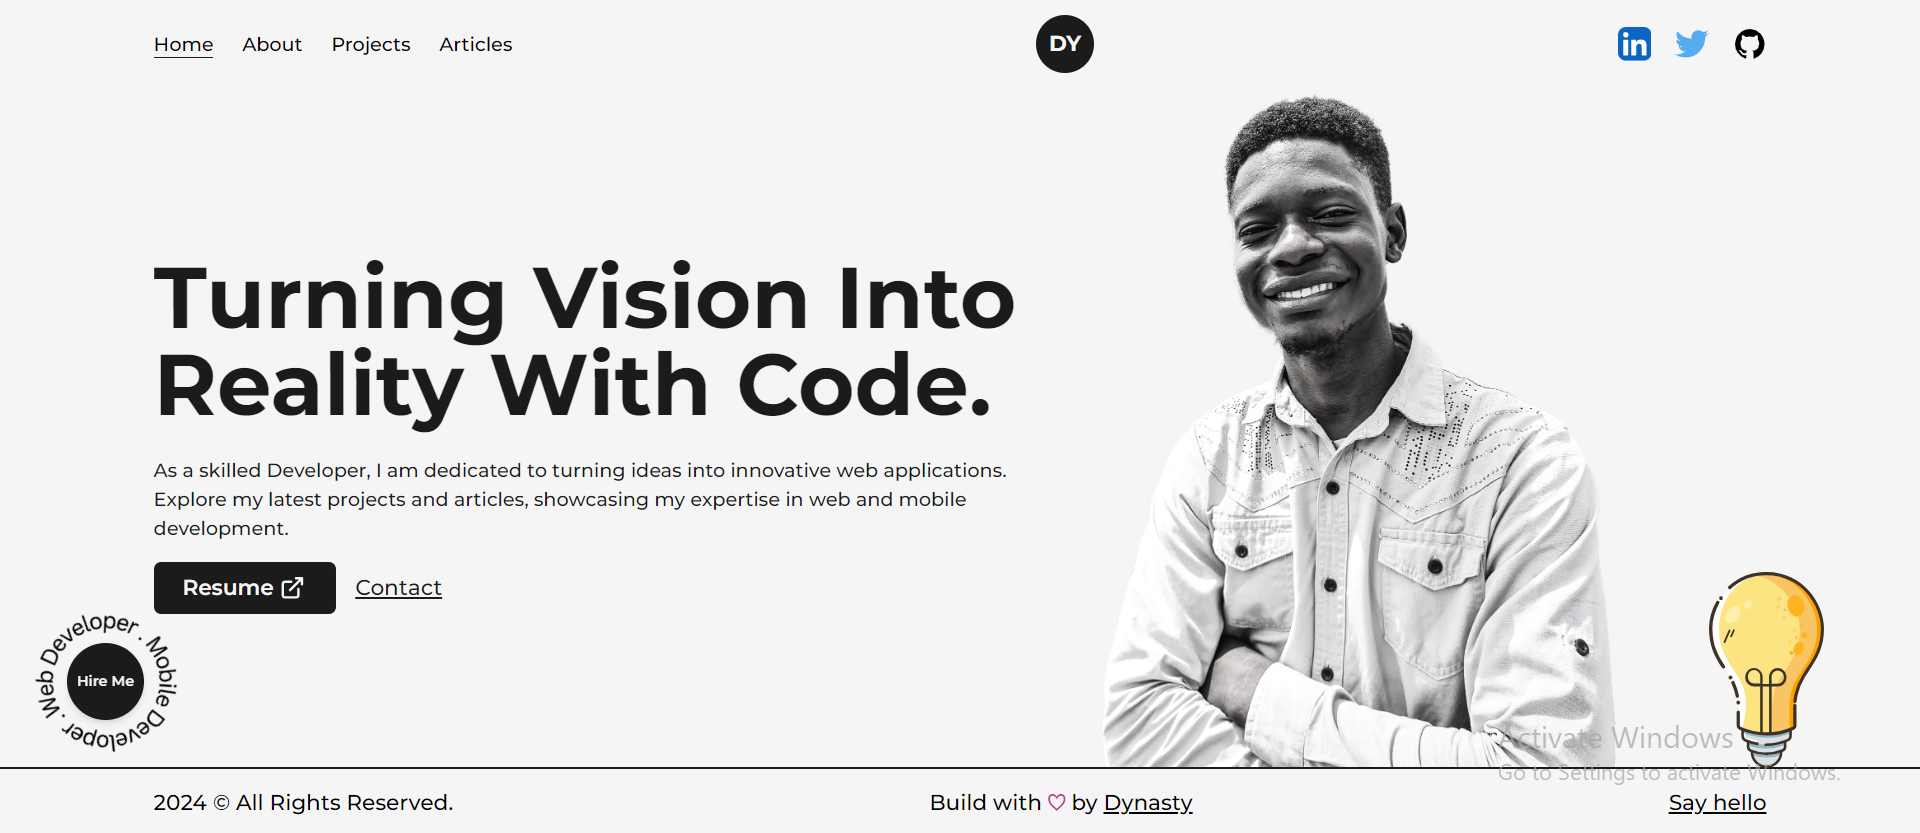 Home About Projects Articles
DY
in
Turning Vision Into
Reality With Code.
As a skilled Developer, I am dedicated to turning ideas into innovative web applications.
Explore my latest projects and articles, showcasing my expertise in web and mobile
development.
Resume Contact
Web Developer . Mobile Developer .
Hire Me
Activate Windows
Go to Settings to activate Windows.
2024 © All Rights Reserved.
Build with ♡ by Dynasty
Say hello